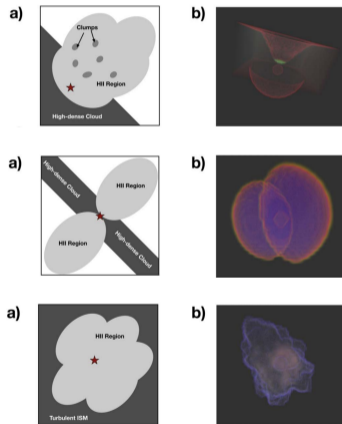 a)
b)
Clumps
HII Region
High-dense Cloud
a)
b)
High-dense Cloud
HII Region
HII Region
High-dense Cloud
a)
b)
HII Region
Turbulent ISM